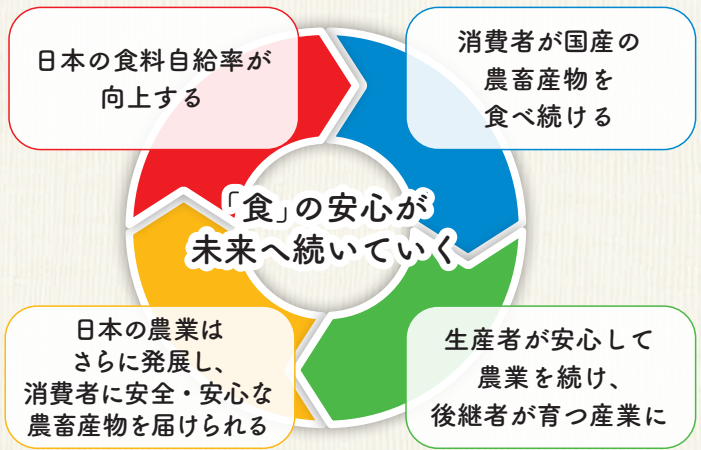 日本の食料自給率が
向上する
消費者が国産の
農畜産物を
食べ続ける
「食」の安心が
未来へ続いていく
日本の農業は
さらに発展し、
消費者に安全・安心な
農畜産物を届けられる
生産者が安心して
農業を続け、
後継者が育つ産業に